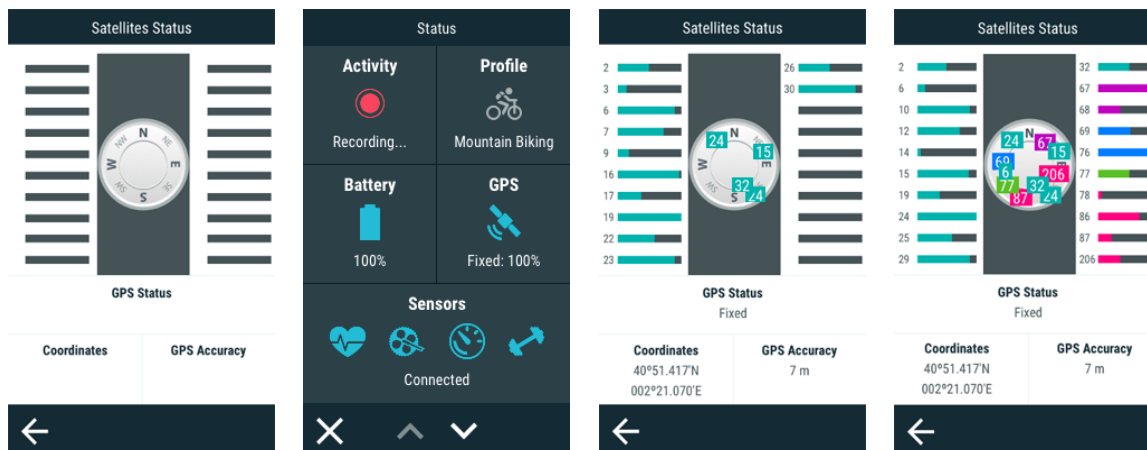 Satellites Status
N
NE
E
SE
S
SW
W
NW
GPS Status
Coordinates
GPS Accuracy
Status
Activity
Profile
Recording...
Mountain Biking
Battery
GPS
100%
Fixed: 100%
Sensors
Connected
Satellites Status
2
3
6
7
9
16
17
19
22
23
26
30
N
24
15
W
E
32
S
24
GPS Status
Fixed
Coordinates
GPS Accuracy
40º51.417'N
7 m
002º21.070'E
Satellites Status
2
6
10
12
14
15
19
24
25
29
32
67
68
69
76
77
78
86
87
206
N
24
67
15
69
6
206
77
32
87
24
GPS Status
Fixed
Coordinates
GPS Accuracy
40º51.417'N
7 m
002º21.070'E